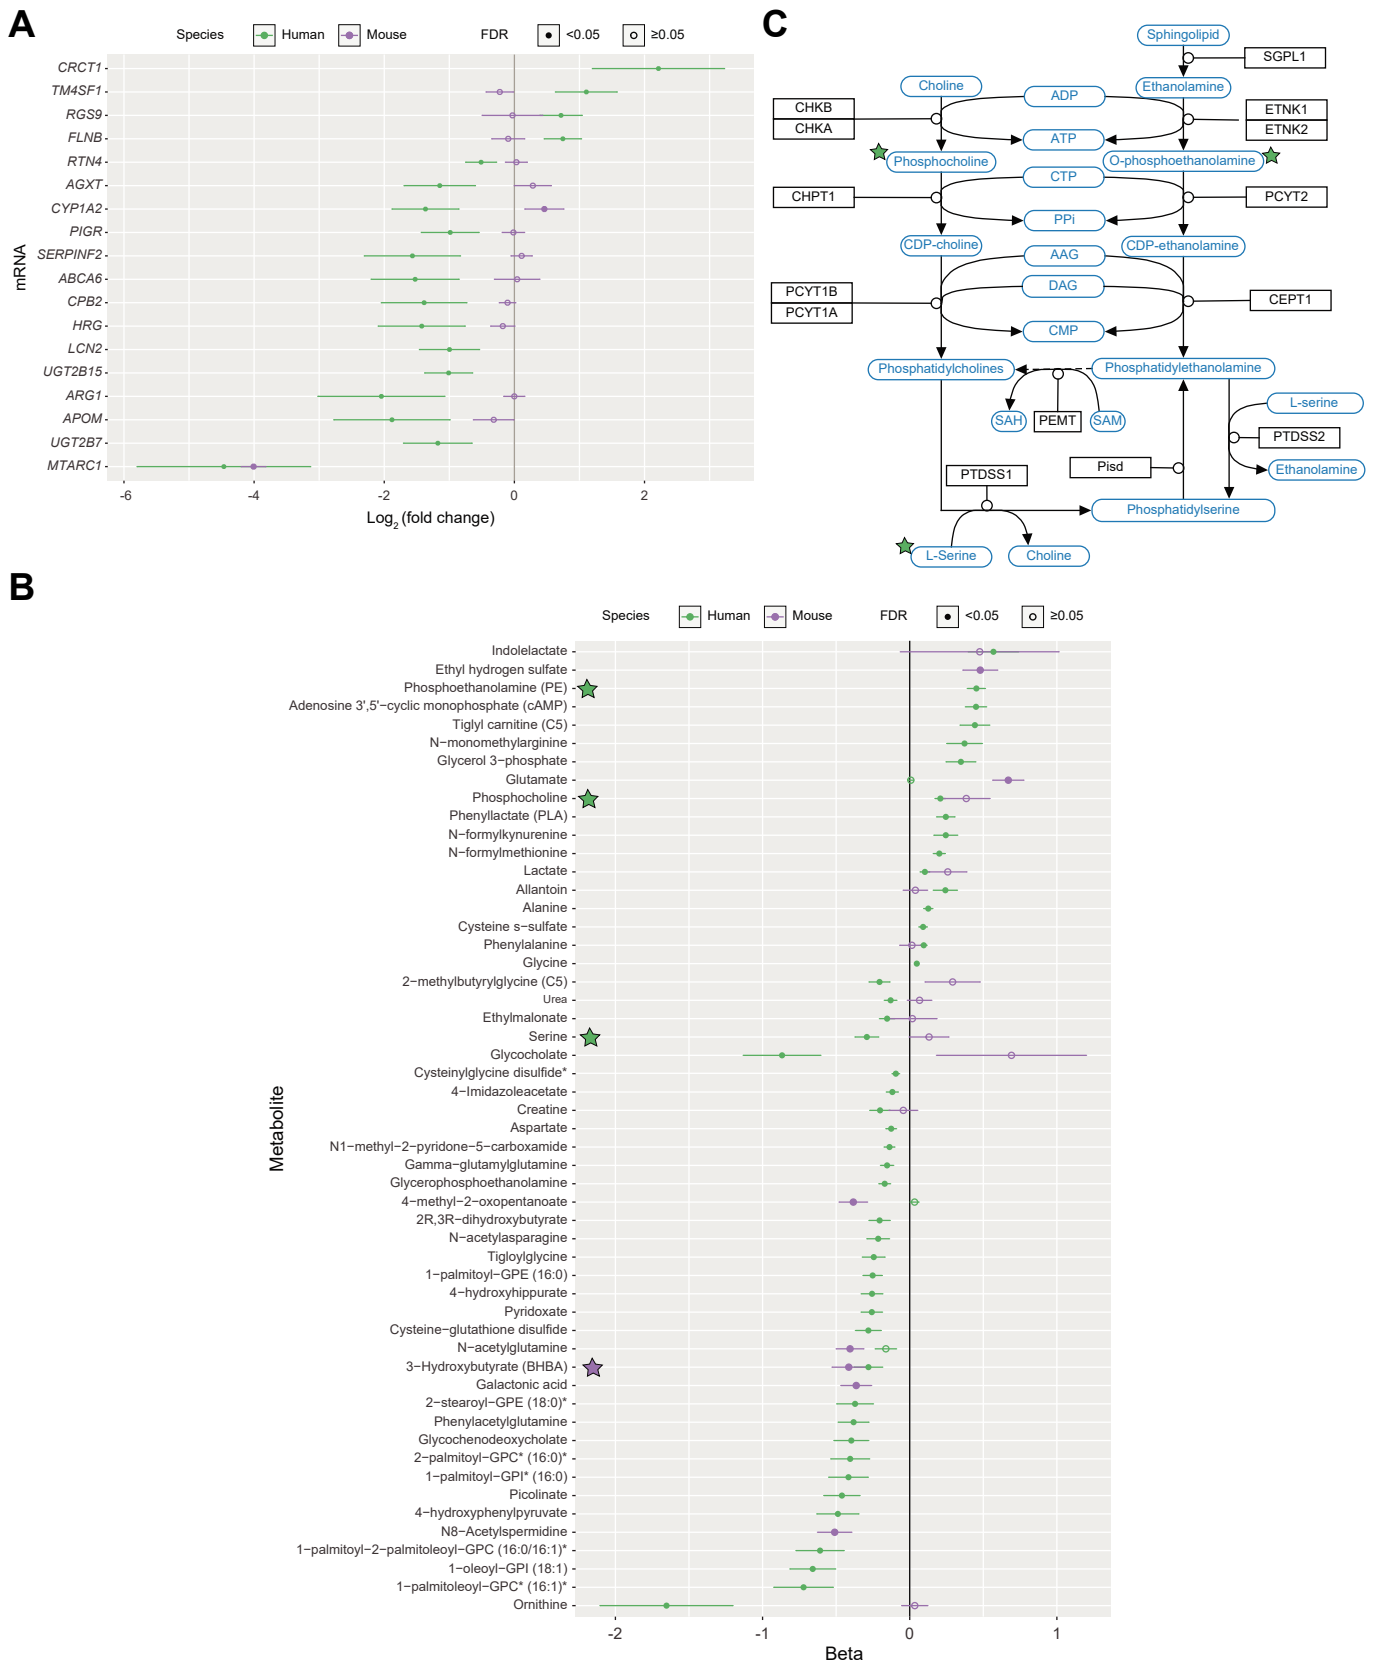 A
Species Human Mouse FDR <0.05 ≥0.05
mRNA
CRCT1
TM4SF1
RGS9
FLNB
RTN4
AGXT
CYP1A2
PIGR
SERPINF2
ABCA6
CPB2
HRG
LCN2
UGT2B15
ARG1
APOM
UGT2B7
MTARC1
-6 -4 -2 0 2
Log2 (fold change)
C
Sphingolipid
SGPL1
Choline
Ethanolamine
ADP
CHKB
CHKA
ETNK1
ETNK2
ATP
Phosphocholine
O-phosphoethanolamine
CTP
CHPT1
PCYT2
PPi
CDP-choline
CDP-ethanolamine
AAG
DAG
PCYT1B
PCYT1A
CEPT1
CMP
Phosphatidylcholines
Phosphatidylethanolamine
SAH
PEMT
SAM
L-serine
PTDSS2
Ethanolamine
Pisd
PTDSS1
Phosphatidylserine
L-Serine
Choline
B
Species Human Mouse FDR <0.05 ≥0.05
Metabolite
Indolelactate
Ethyl hydrogen sulfate
Phosphoethanolamine (PE)
Adenosine 3',5'−cyclic monophosphate (cAMP)
Tiglyl carnitine (C5)
N−monomethylarginine
Glycerol 3−phosphate
Glutamate
Phosphocholine
Phenyllactate (PLA)
N−formylkynurenine
N−formylmethionine
Lactate
Allantoin
Alanine
Cysteine s−sulfate
Phenylalanine
Glycine
2−methylbutyrylglycine (C5)
Urea
Ethylmalonate
Serine
Glycocholate
Cysteinylglycine disulfide*
4−Imidazoleacetate
Creatine
Aspartate
N1−methyl−2−pyridone−5−carboxamide
Gamma−glutamylglutamine
Glycerophosphoethanolamine
4−methyl−2−oxopentanoate
2R,3R−dihydroxybutyrate
N−acetylasparagine
Tigloylglycine
1−palmitoyl−GPE (16:0)
4−hydroxyhippurate
Pyridoxate
Cysteine−glutathione disulfide
N−acetylglutamine
3−Hydroxybutyrate (BHBA)
Galactonic acid
2−stearoyl−GPE (18:0)*
Phenylacetylglutamine
Glycochenodeoxycholate
2−palmitoyl−GPC* (16:0)*
1−palmitoyl−GPI* (16:0)
Picolinate
4−hydroxyphenylpyruvate
N8−Acetylspermidine
1−palmitoyl−2−palmitoleoyl−GPC (16:0/16:1)*
1−oleoyl−GPI (18:1)
1−palmitoleoyl−GPC* (16:1)*
Ornithine
-2 -1 0 1
Beta